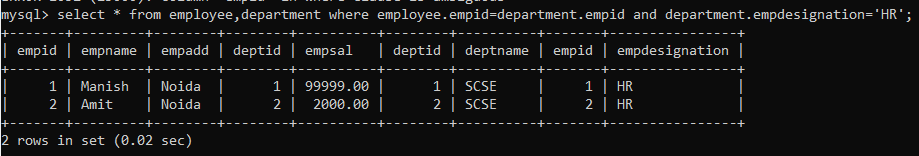 mysql> select * from employee,department where employee.empid=department.empid and department.empdesignation='HR';
+-------+---------+--------+--------+----------+--------+----------+-------+----------------+
| empid | empname | empadd | deptid | empsal   | deptid | deptname | empid | empdesignation |
+-------+---------+--------+--------+----------+--------+----------+-------+----------------+
|     1 | Manish  | Noida  |      1 | 99999.00 |      1 | SCSE     |     1 | HR             |
|     2 | Amit    | Noida  |      2 |  2000.00 |      2 | SCSE     |     2 | HR             |
+-------+---------+--------+--------+----------+--------+----------+-------+----------------+
2 rows in set (0.02 sec)